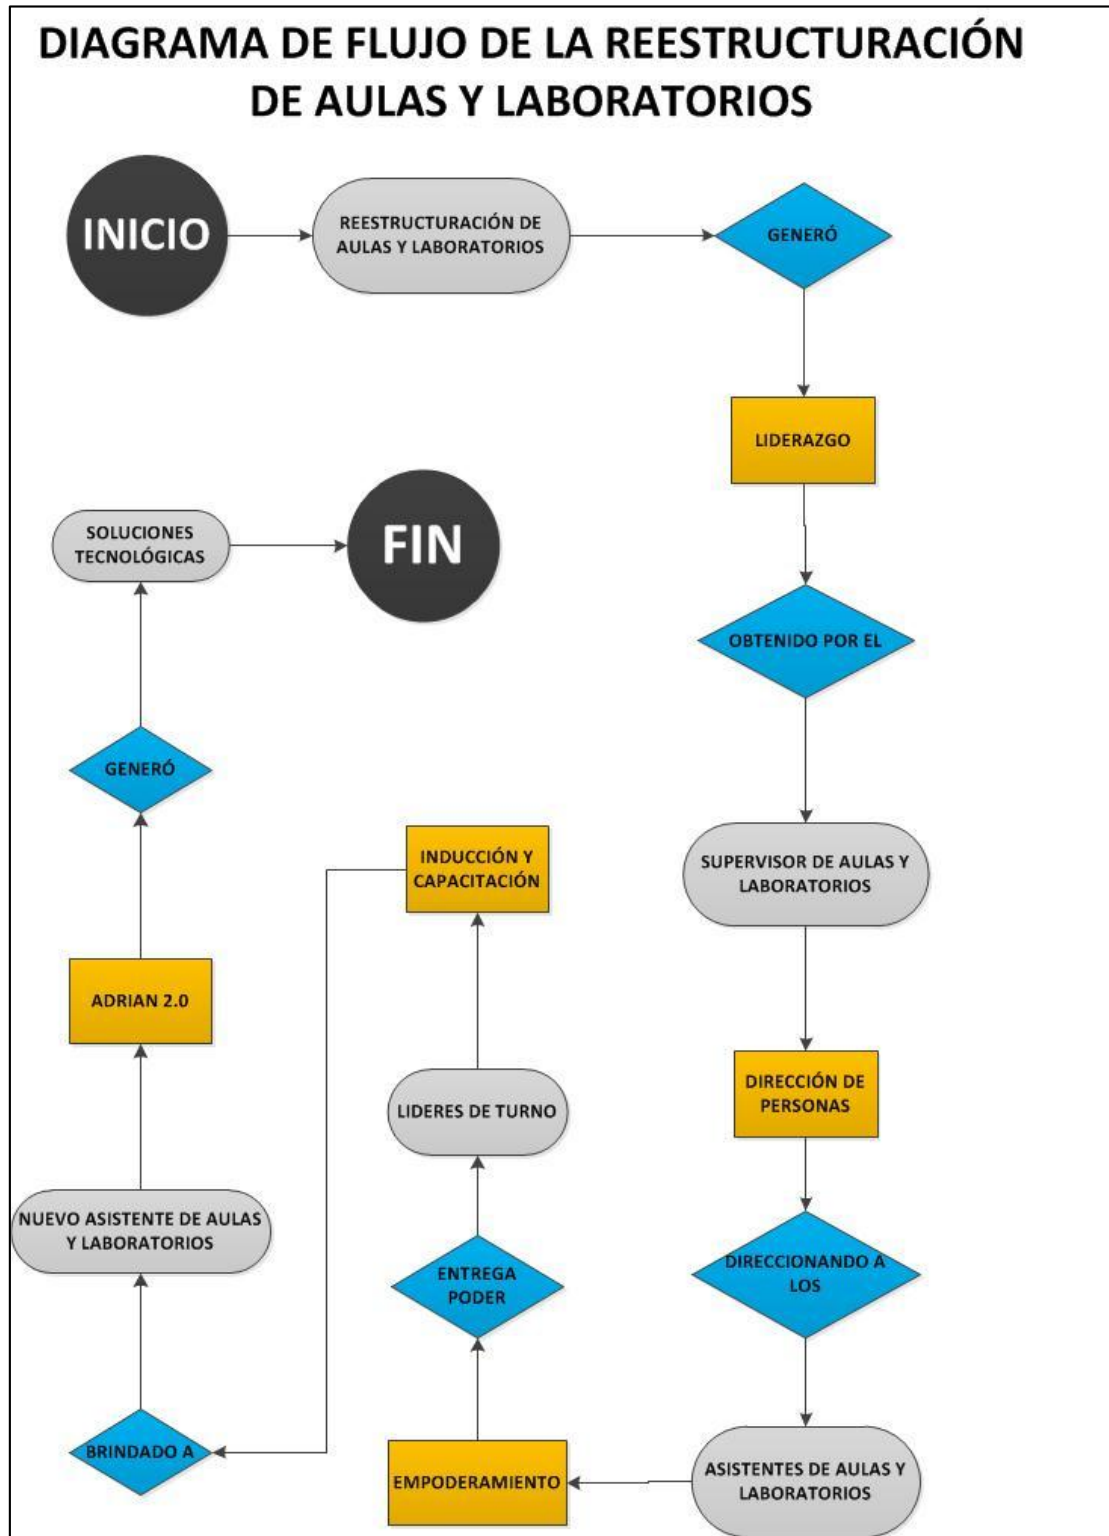 DIAGRAMA DE FLUJO DE LA REESTRUCTURACIÓN
DE AULAS Y LABORATORIOS
INICIO
REESTRUCTURACIÓN DE
AULAS Y LABORATORIOS
GENERÓ
LIDERAZGO
OBTENIDO POR EL
SUPERVISOR DE AULAS Y
LABORATORIOS
DIRECCIÓN DE
PERSONAS
DIRECCIONANDO A
LOS
ASISTENTES DE AULAS Y
LABORATORIOS
EMPODERAMIENTO
ENTREGA
PODER
LIDERES DE TURNO
INDUCCIÓN Y
CAPACITACIÓN
BRINDADO A
NUEVO ASISTENTE DE AULAS
Y LABORATORIOS
ADRIAN 2.0
GENERÓ
SOLUCIONES
TECNOLÓGICAS
FIN